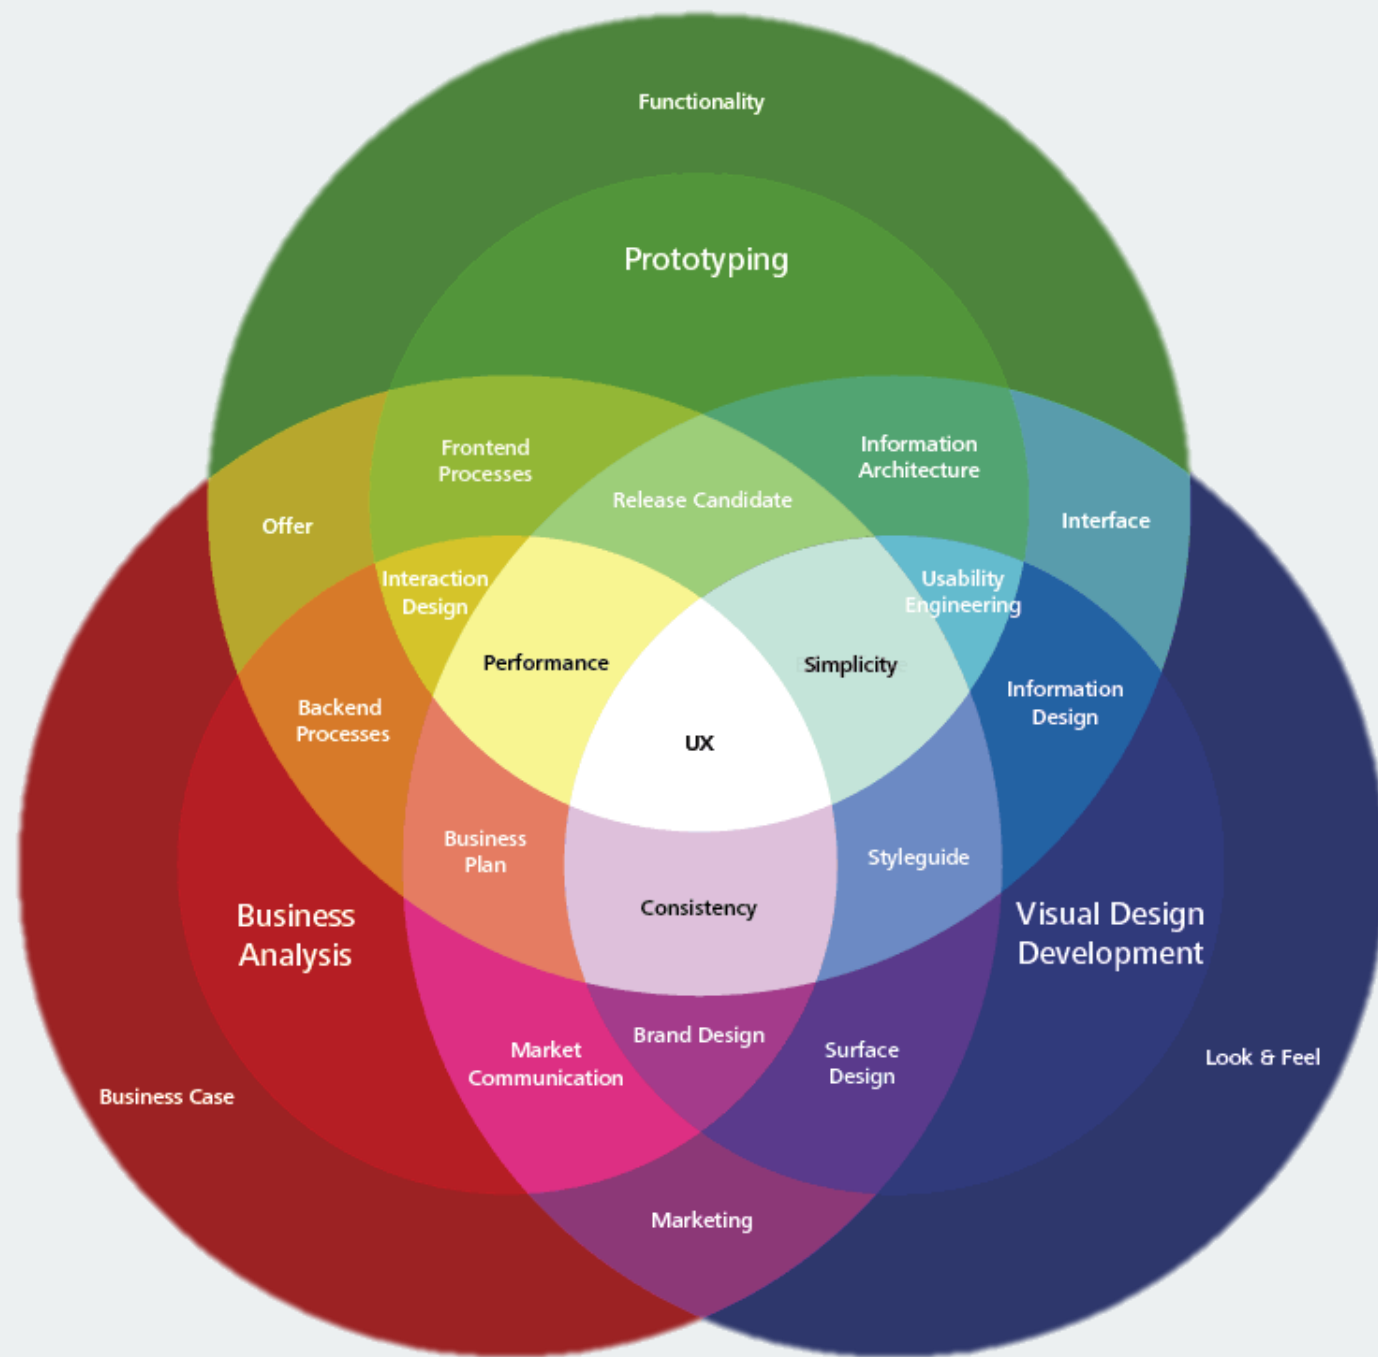 Functionality
Prototyping
Frontend
Processes
Information
Architecture
Release Candidate
Offer
Interface
Interaction
Design
Usability
Engineering
Performance
Simplicity
Backend
Processes
Information
Design
UX
Business
Plan
Styleguide
Consistency
Business
Analysis
Visual Design
Development
Brand Design
Market
Communication
Surface
Design
Look & Feel
Business Case
Marketing